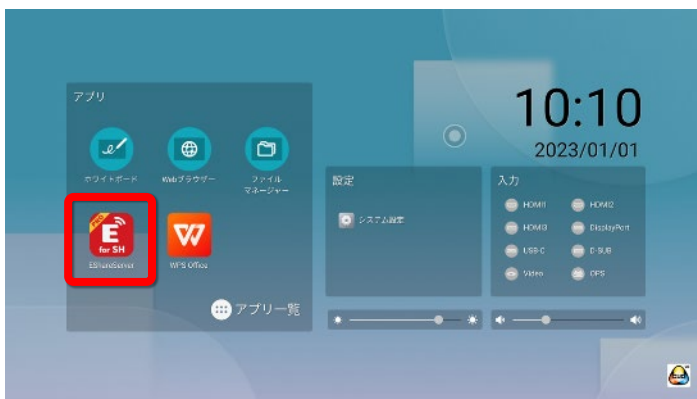 アプリ
ホワイトボード
Webブラウザー
ファイル
マネージャー
PRO
E
for SH
EShareServer
WPS Office
アプリ一覧
設定
システム設定
10:10
2023/01/01
入力
HDMI1
HDMI2
HDMI3
DisplayPort
USB-C
D-SUB
Video
OPS